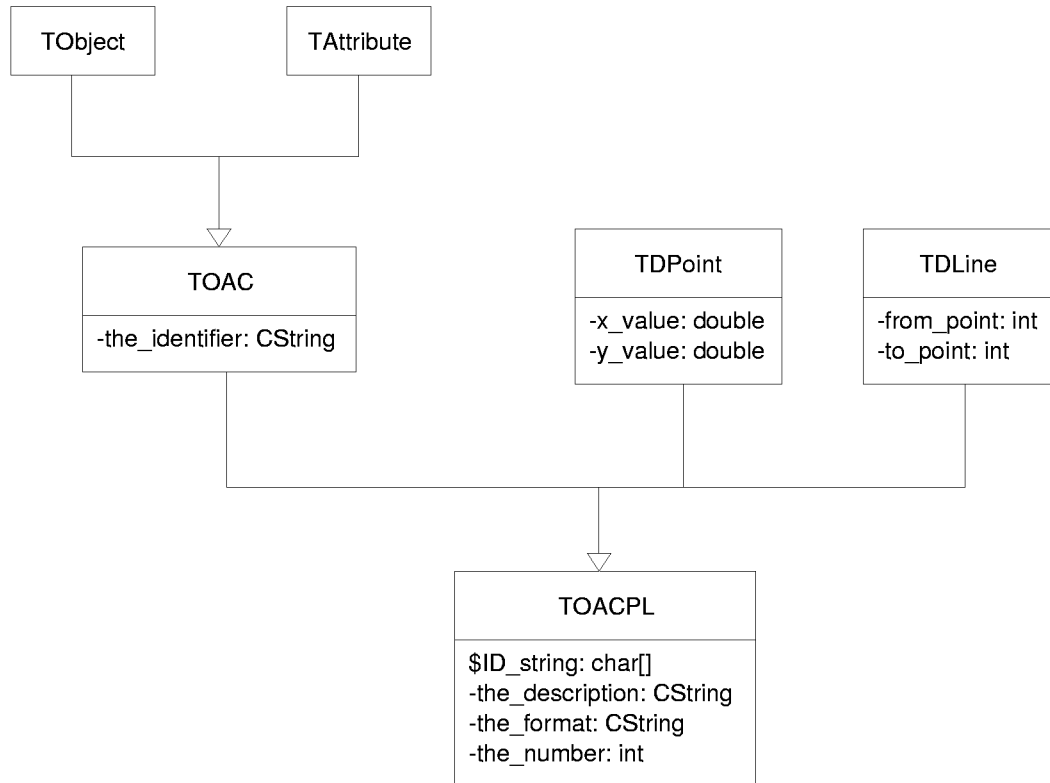 TObject
TAttribute
TOAC
-the_identifier: CString
TDPoint
-x_value: double
-y_value: double
TDLine
-from_point: int
-to_point: int
TOACPL
$ID_string: char[]
-the_description: CString
-the_format: CString
-the_number: int